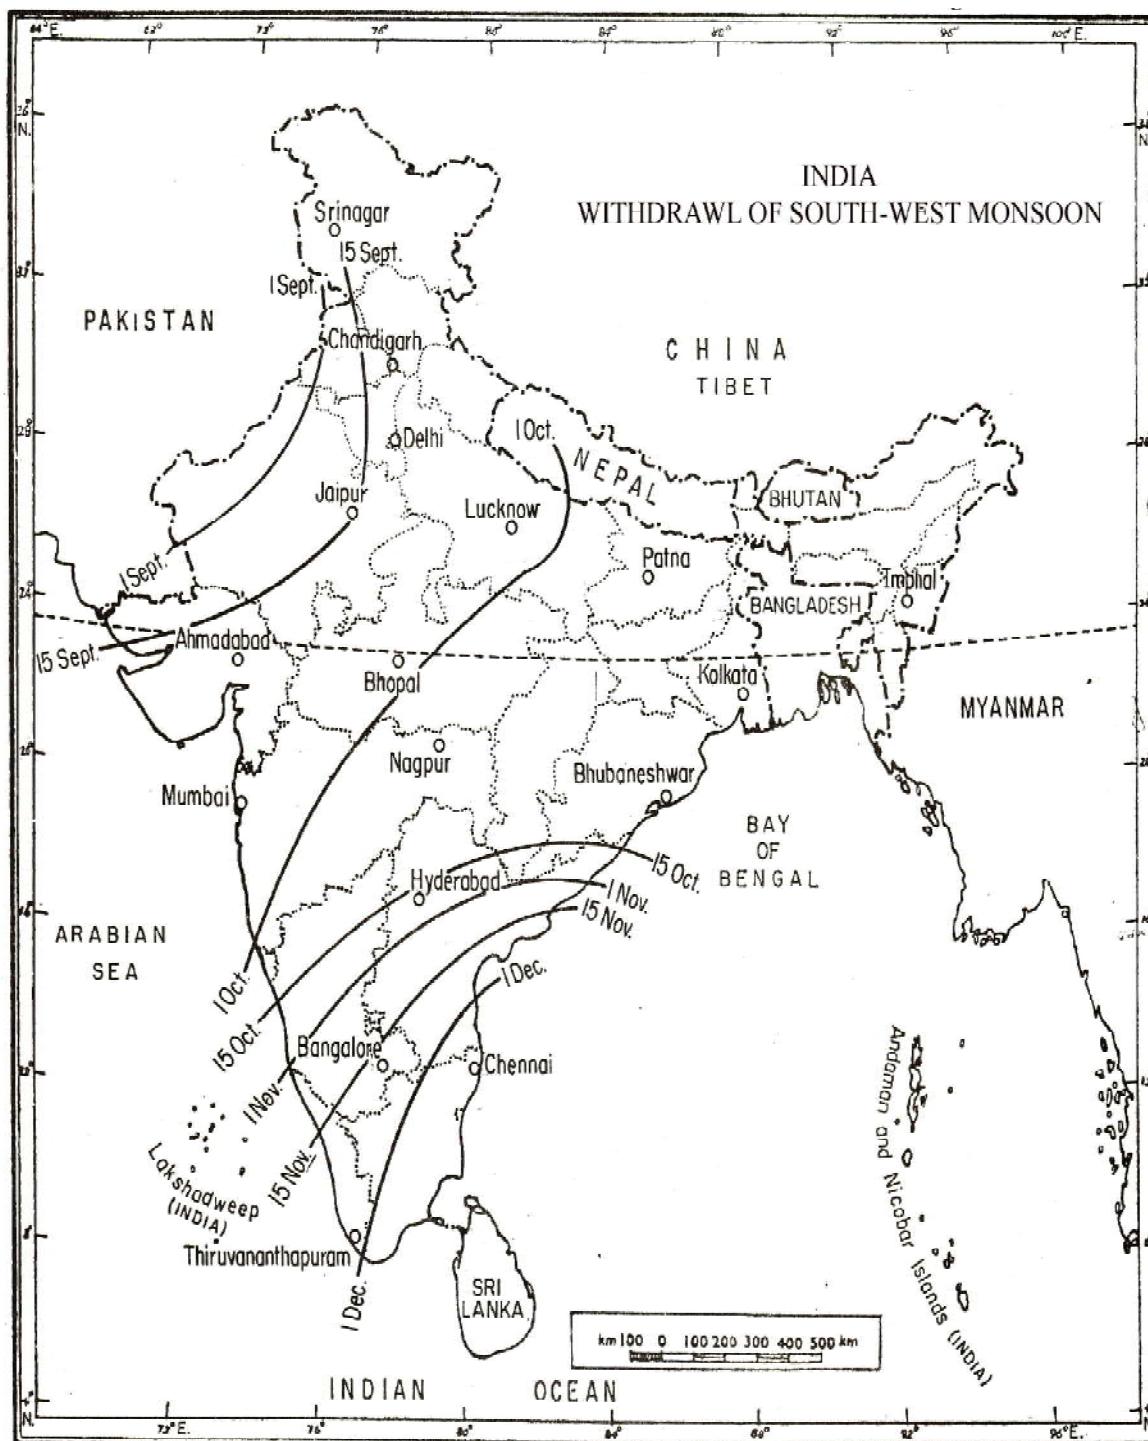 INDIA
WITHDRAWL OF SOUTH-WEST MONSOON
Srinagar
15 Sept.
1 Sept.
PAKISTAN
Chandigarh
CHINA
TIBET
1 Oct.
Delhi
NEPAL
BHUTAN
Jaipur
Lucknow
1 Sept.
Patna
Imphal
BANGLADESH
15 Sept.
Ahmadabad
Bhopal
Kolkata
MYANMAR
Nagpur
Bhubaneshwar
Mumbai
BAY
OF
BENGAL
15 Oct.
Hyderabad
1 Nov.
15 Nov.
ARABIAN
SEA
1 Dec.
1 Oct.
15 Oct.
Bangalore
Chennai
1 Nov.
15 Nov.
Lakshadweep
(INDIA)
Andaman and Nicobar Islands (INDIA)
Thiruvananthapuram
1 Dec.
SRI
LANKA
km 100 0 100 200 300 400 500 km
INDIAN OCEAN